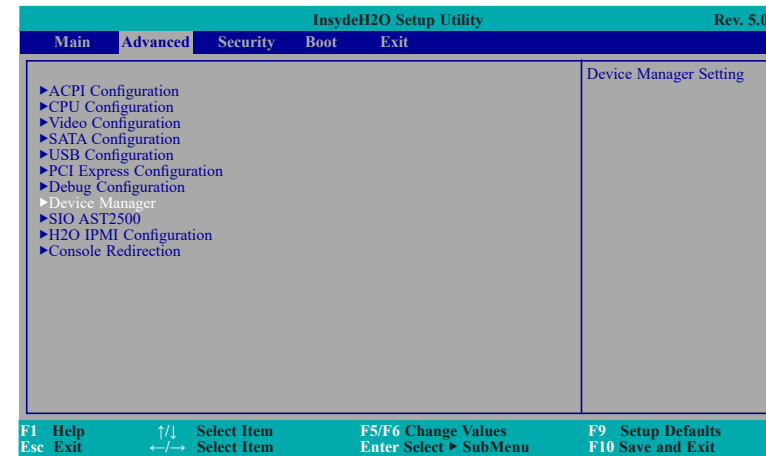 InsydeH2O Setup Utility Rev. 5.0
Main Advanced Security Boot Exit
Device Manager Setting
▶ACPI Configuration
▶CPU Configuration
▶Video Configuration
▶SATA Configuration
▶USB Configuration
▶PCI Express Configuration
▶Debug Configuration
▶Device Manager
▶SIO AST2500
▶H2O IPMI Configuration
▶Console Redirection
F1 Help ↑/↓ Select Item F5/F6 Change Values F9 Setup Defaults
Esc Exit ←/→ Select Item Enter Select ▶ SubMenu F10 Save and Exit